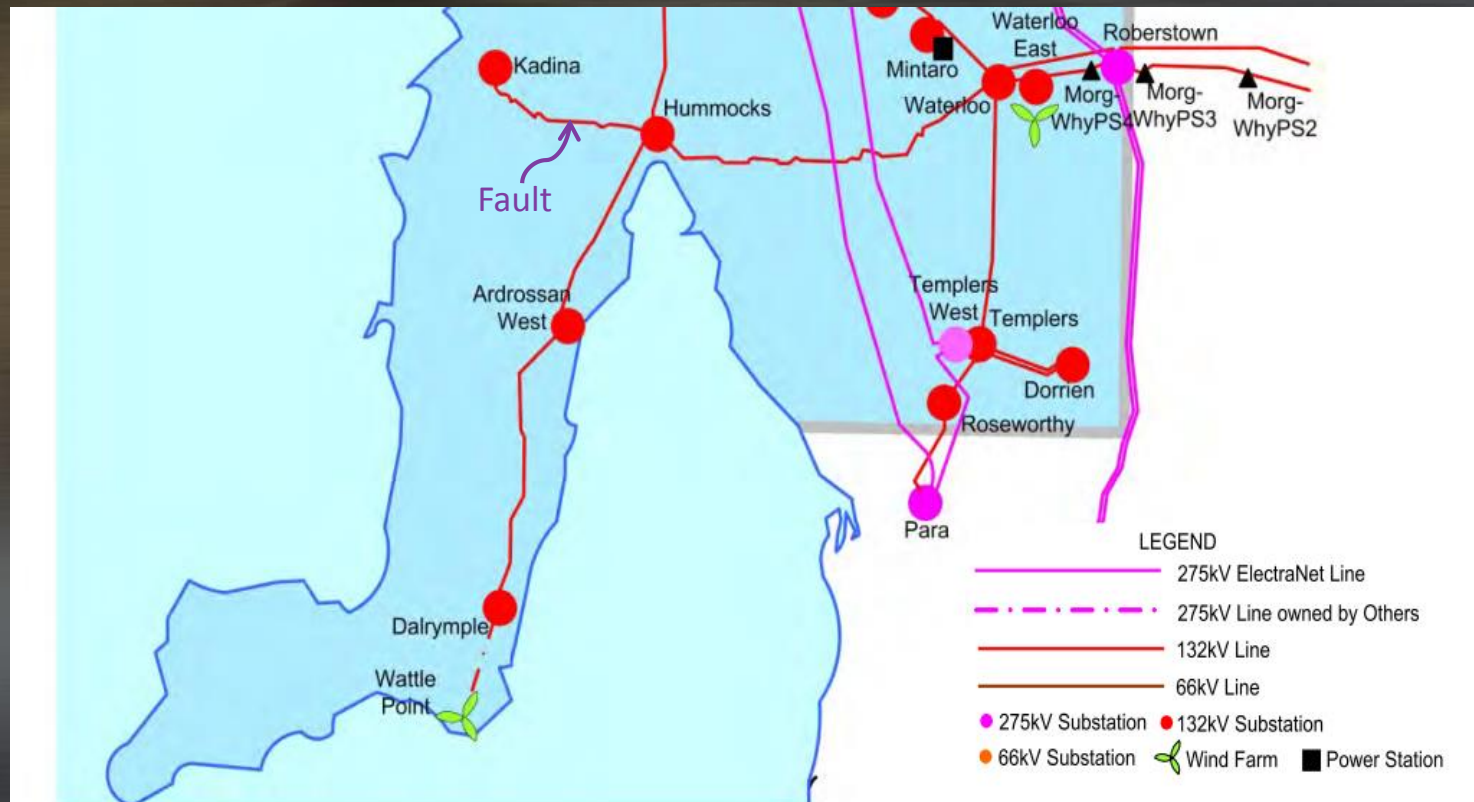 Kadina
Hummocks
Fault
Mintaro
Waterloo
East
Roberstown
Waterloo
Morg-
WhyPS4
Morg-
WhyPS3
Morg-
WhyPS2
Ardrossan
West
Templers
West
Templers
Dorrien
Roseworthy
Para
Dalrymple
Wattle
Point
LEGEND
275kV ElectraNet Line
275kV Line owned by Others
132kV Line
66kV Line
275kV Substation
132kV Substation
66kV Substation
Wind Farm
Power Station